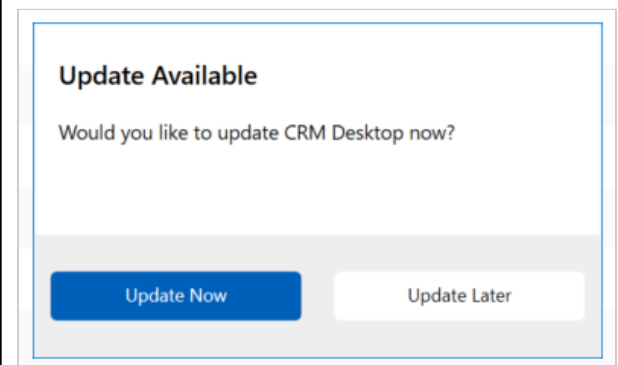 Update Available
Would you like to update CRM Desktop now?
Update Now
Update Later